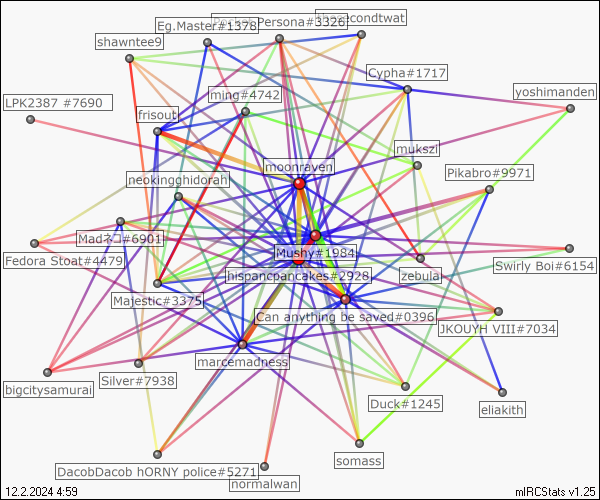 thesecondtwat
Pocket Persona#3326
Eg.Master#1378
shawntee9
Cypha#1717
yoshimanden
ming#4742
LPK2387 #7690
frisout
mukszi
moonraven
Pikabro#9971
neokingghidorah
Madネコ#6901
Mushy#1984
Fedora Stoat#4479
Swirly Boi#6154
zebula
hispancpancakes#2928
Majestic#3375
Can anything be saved#0396
JKOUYH VIII#7034
marcemadness
Silver#7938
bigcitysamurai
Duck#1245
eliakith
somass
DacobDacob hORNY police#5271
normalwan
12.2.2024 4:59
mIRCStats v1.25